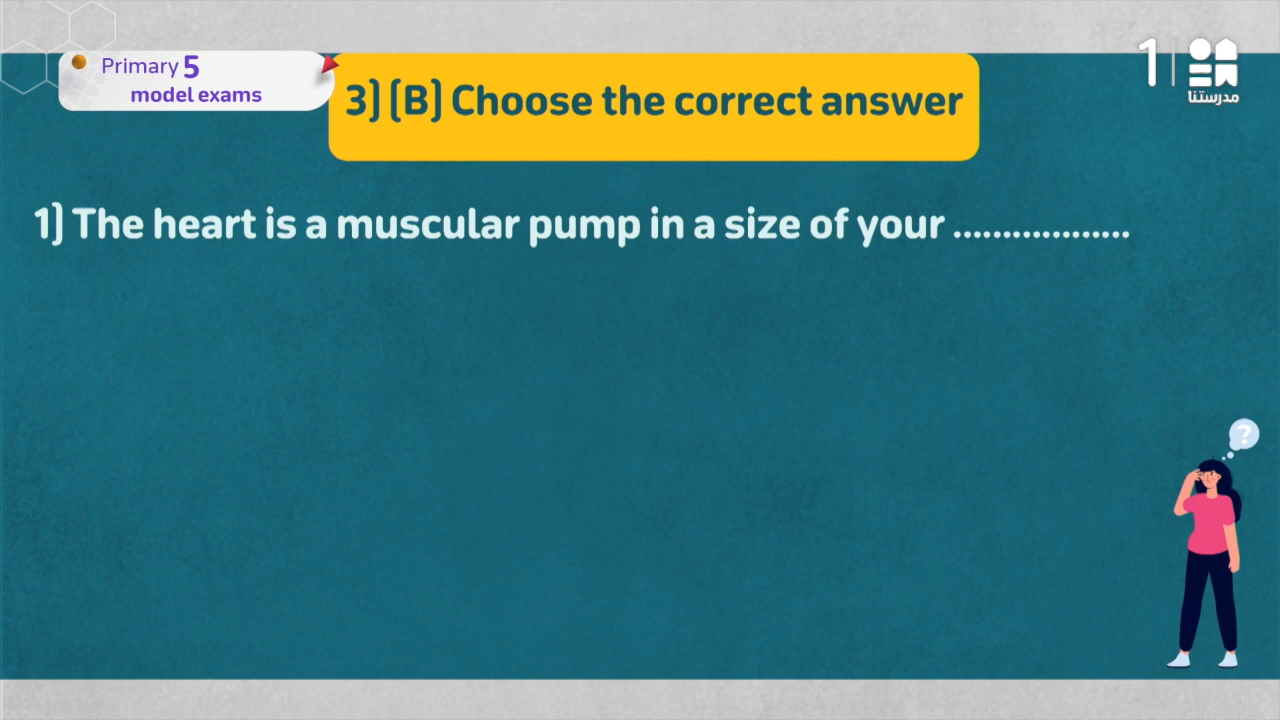 Primary 5
model exams
3) (B) Choose the correct answer
1
مدرستنا
1) The heart is a muscular pump in a size of your ..................
?